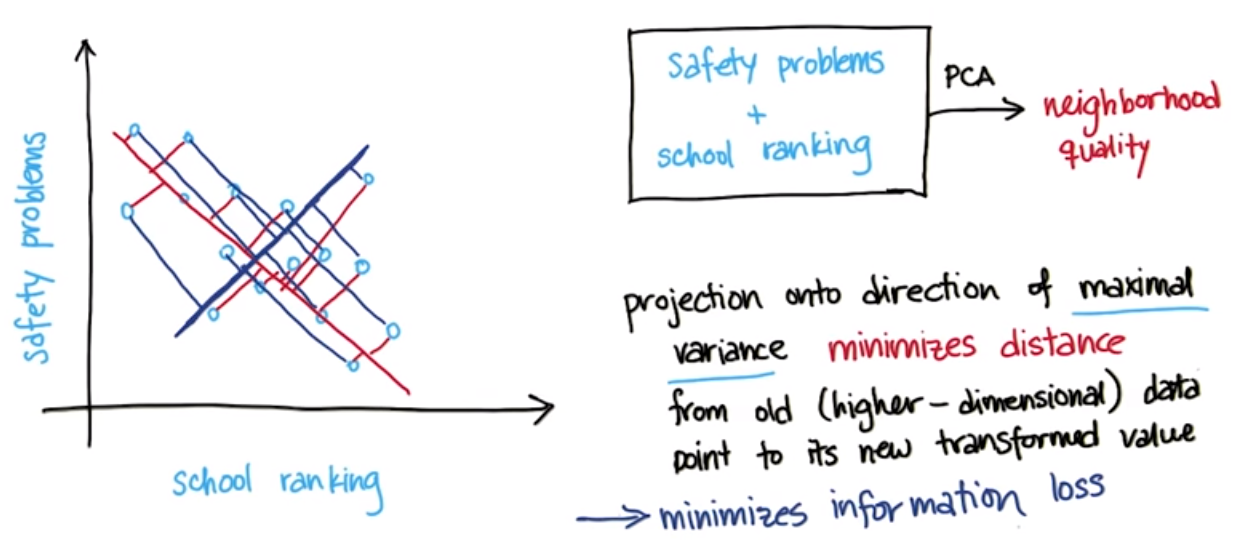 safety problems
school ranking
safety problems
+
school ranking
PCA
neighborhood
quality
projection onto direction of maximal
variance minimizes distance
from old (higher-dimensional) data
point to its new transformed value
→ minimizes information loss